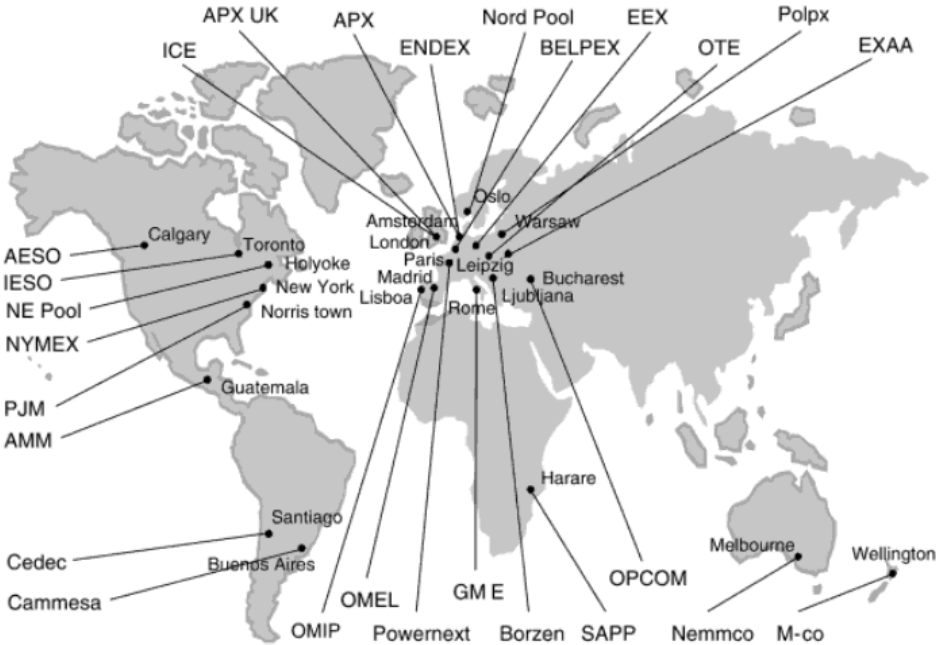 APX UK
APX
Nord Pool
EEX
Polpx
ICE
ENDEX
BELPEX
OTE
EXAA
Oslo
Amsterdam
Warsaw
Calgary
London
Toronto
AESO
Paris
Leipzig
Holyoke
IESO
Madrid
Bucharest
New York
Lisboa
Ljubljana
NE Pool
Norris town
Rome
NYMEX
Guatemala
PJM
AMM
Harare
Santiago
Melbourne
Wellington
Cedec
Buenos Aires
OPCOM
GM E
Cammesa
OMEL
OMIP
Powernext
Borzen
SAPP
Nemmco
M-co